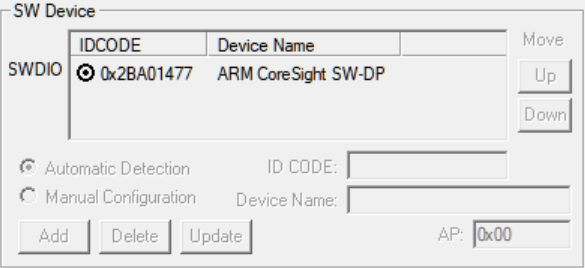 SW Device
IDCODE Device Name Move
SWDIO 0x2BA01477 ARM CoreSight SW-DP Up
Down
Automatic Detection ID CODE:
Manual Configuration Device Name:
Add Delete Update AP: 0x00